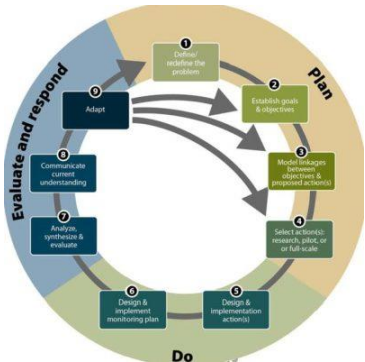 1
Define/
redefine the
problem
2
Establish goals
& objectives
3
Model linkages
between
objectives &
proposed action(s)
4
Select action(s):
research, pilot, or
or full-scale
5
Design &
implementation
action(s)
6
Design &
implement
monitoring plan
7
Analyze,
synthesize &
evaluate
8
Communicate
current
understanding
9
Adapt
Plan
Do
Evaluate and respond